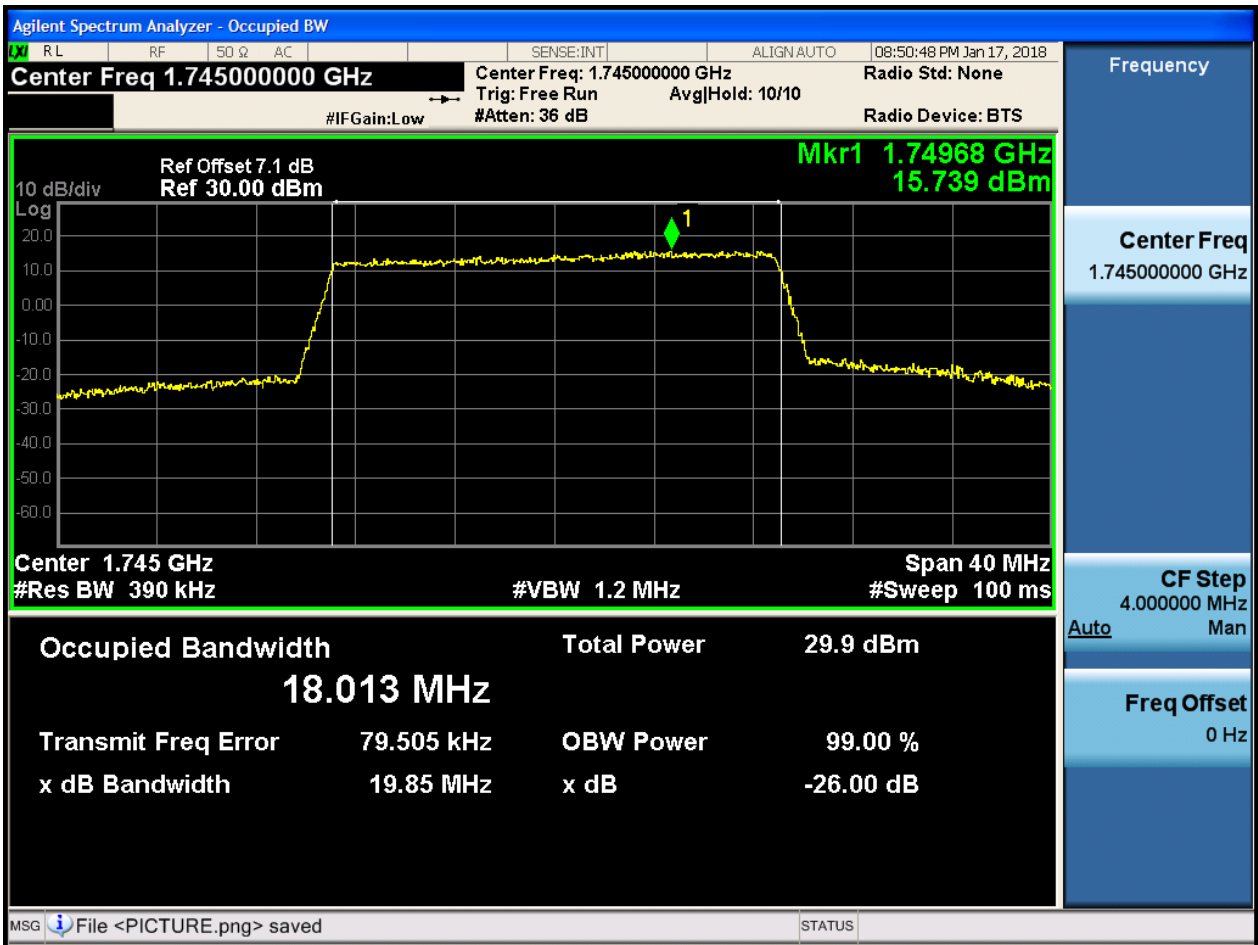 Agilent Spectrum Analyzer - Occupied BW
LXI RL RF 50 Ω AC SENSE:INT ALIGN AUTO 08:50:48 PM Jan 17, 2018
Center Freq 1.745000000 GHz
Center Freq: 1.745000000 GHz Radio Std: None
Trig: Free Run Avg|Hold: 10/10
#IFGain:Low #Atten: 36 dB Radio Device: BTS
Frequency
Mkr1 1.74968 GHz
15.739 dBm
Ref Offset 7.1 dB
10 dB/div Ref 30.00 dBm
Log
1
20.0
10.0
0.00
-10.0
-20.0
-30.0
-40.0
-50.0
-60.0
Center 1.745 GHz Span 40 MHz
#Res BW 390 kHz #VBW 1.2 MHz #Sweep 100 ms
Occupied Bandwidth Total Power 29.9 dBm
18.013 MHz
Transmit Freq Error 79.505 kHz OBW Power 99.00 %
x dB Bandwidth 19.85 MHz x dB -26.00 dB
Center Freq
1.745000000 GHz
CF Step
4.000000 MHz
Auto Man
Freq Offset
0 Hz
MSG File <PICTURE.png> saved STATUS